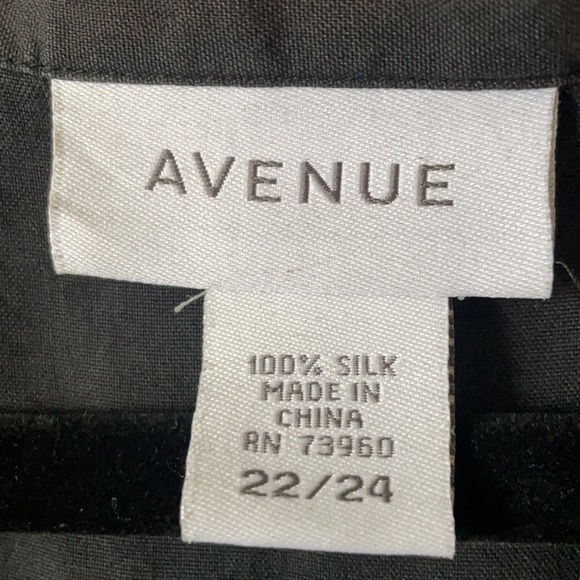 AVENUE
100% SILK
MADE IN
CHINA
RN 73960
22/24